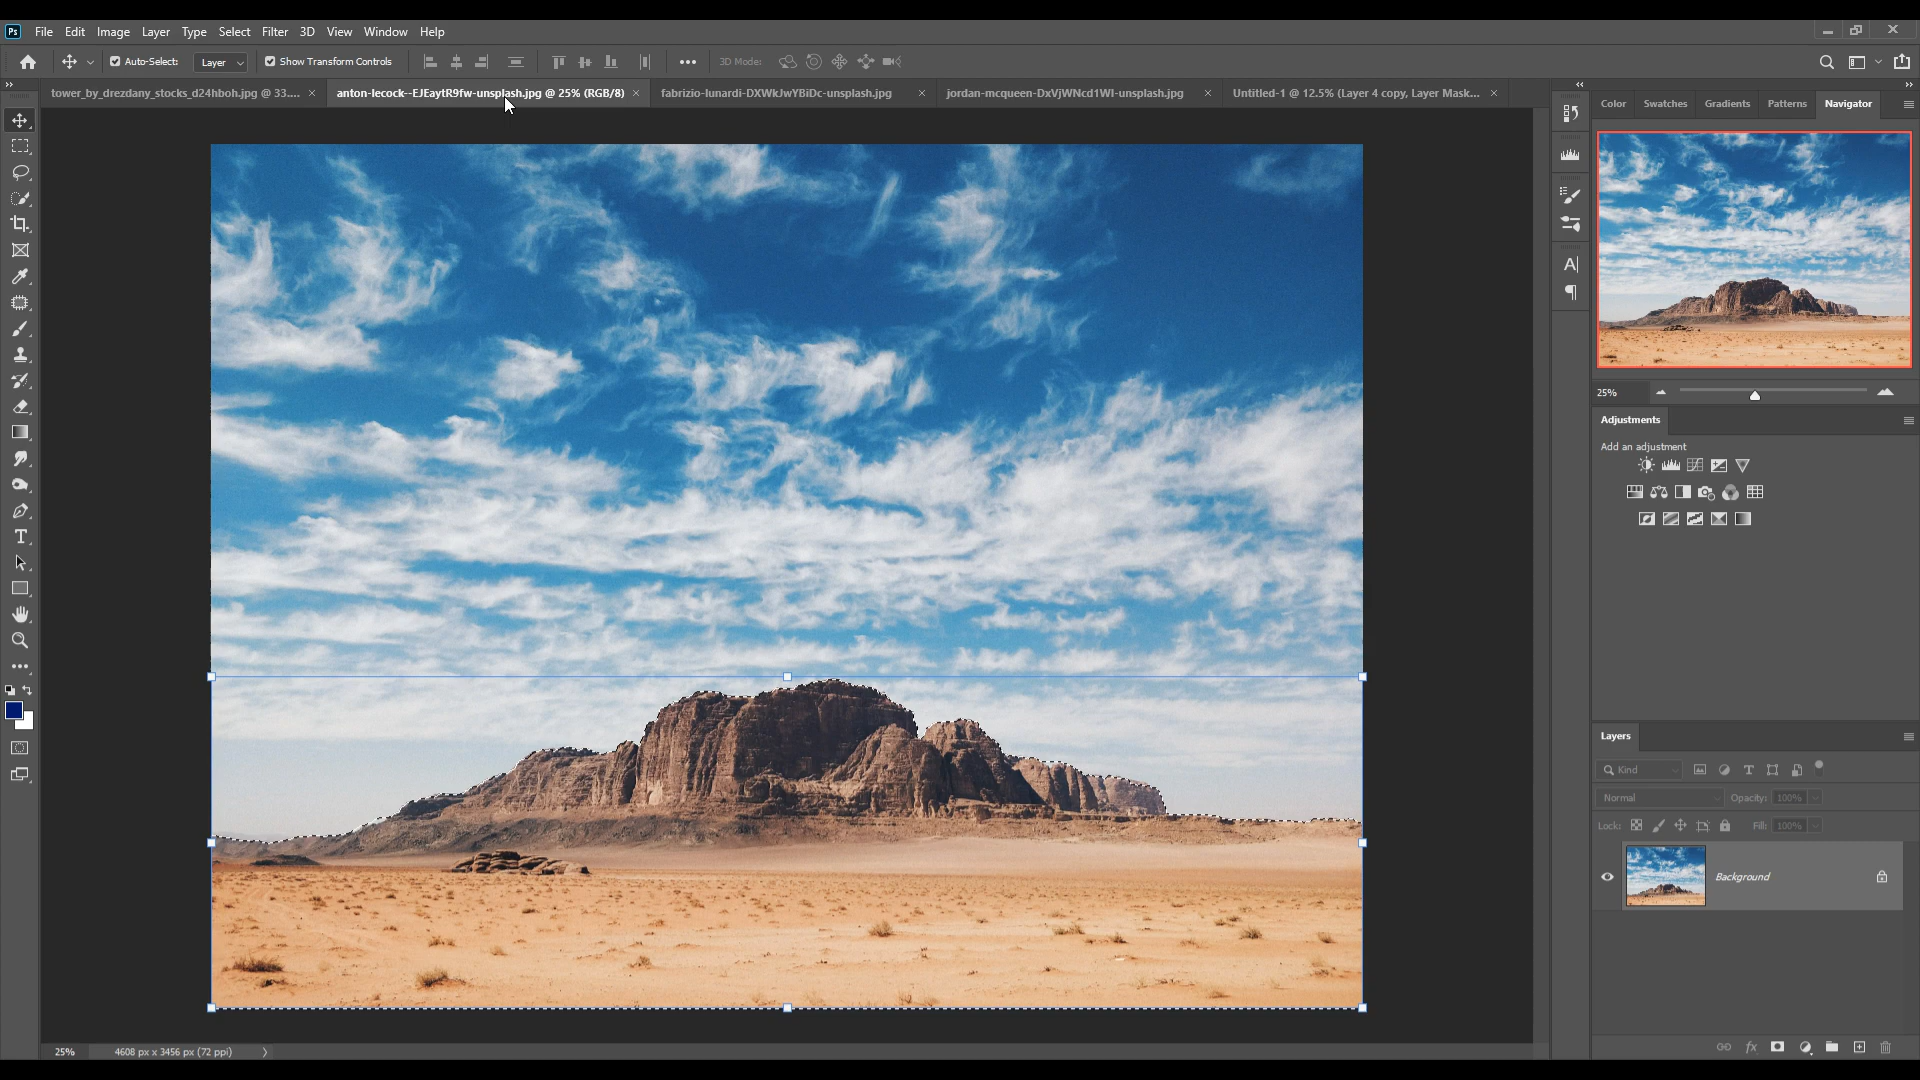 Ps File Edit Image Layer Type Select Filter 3D View Window Help
Auto-Select: Layer Show Transform Controls 3D Mode:
tower_by_drezdany_stocks_d24hboh.jpg @ 33.... anton-lecock--EJEaytR9fw-unsplash.jpg @ 25% (RGB/8) fabrizio-lunardi-DXWkJwYBiDc-unsplash.jpg jordan-mcqueen-DxVjWNcd1WI-unsplash.jpg Untitled-1 @ 12.5% (Layer 4 copy, Layer Mask...
Color Swatches Gradients Patterns Navigator
25%
Adjustments
Add an adjustment
Layers
Kind
Normal Opacity: 100%
Lock: Fill: 100%
Background
25% 4608 px x 3456 px (72 ppi)